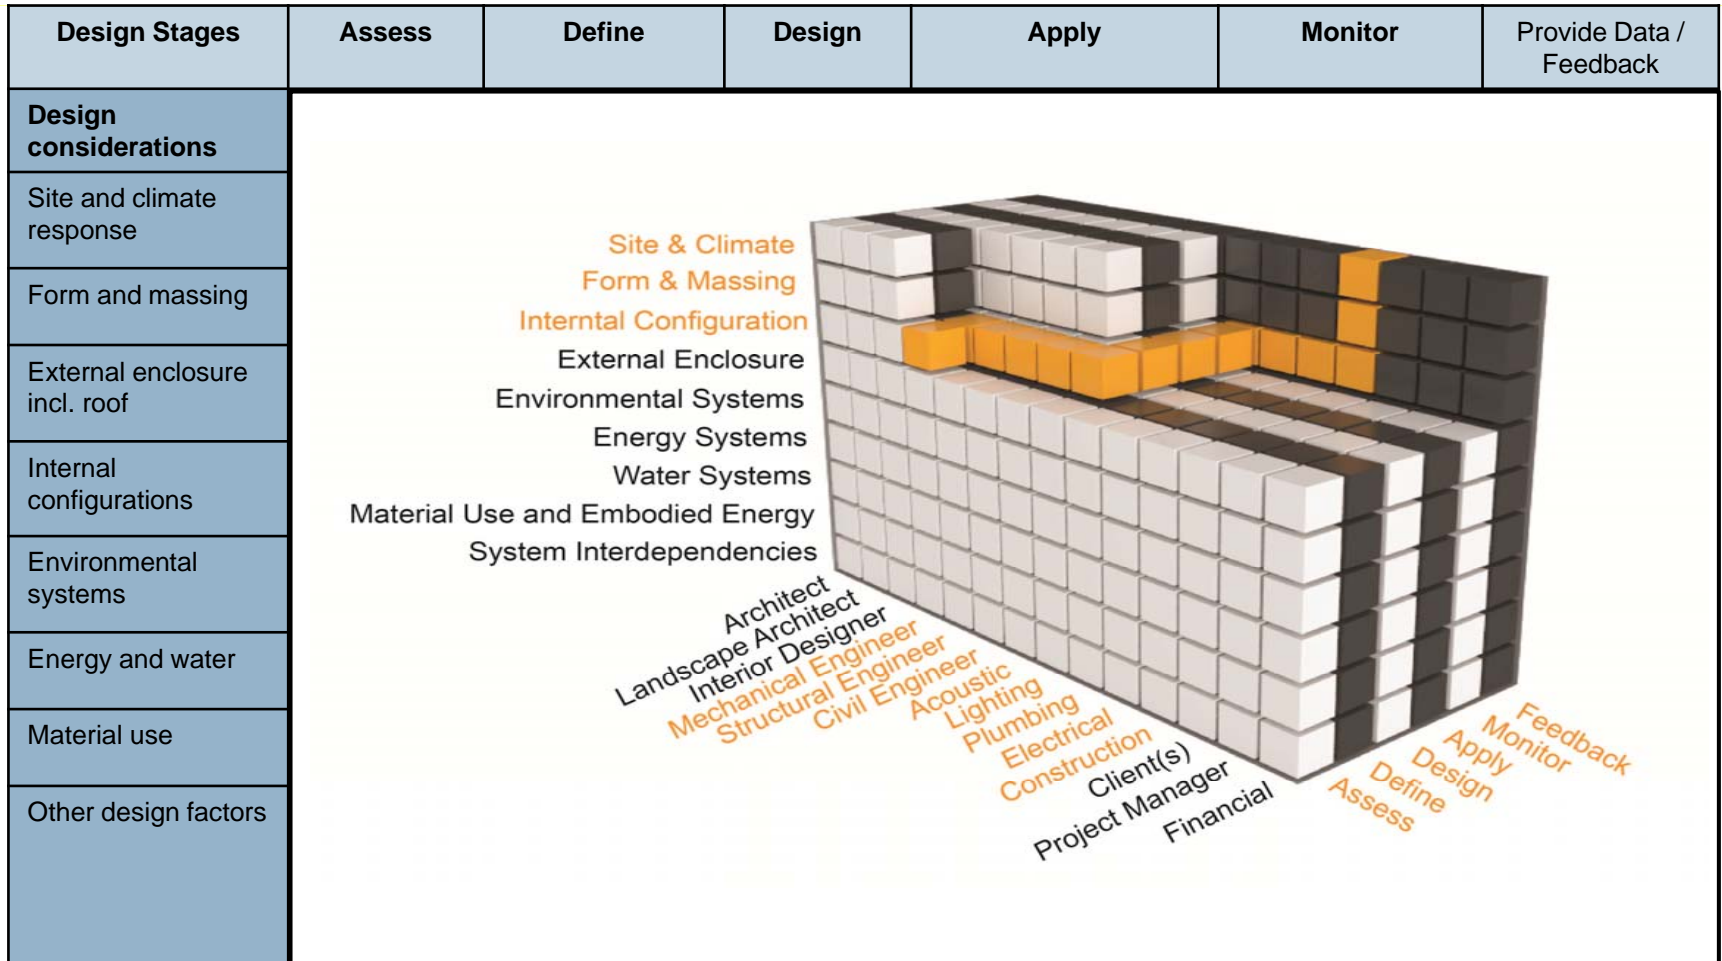 Design Stages
Assess
Define
Design
Apply
Monitor
Provide Data /
Feedback
Design
considerations
Site and climate
response
Form and massing
External enclosure
incl. roof
Internal
configurations
Environmental
systems
Energy and water
Material use
Other design factors
Site & Climate
Form & Massing
Interntal Configuration
External Enclosure
Environmental Systems
Energy Systems
Water Systems
Material Use and Embodied Energy
System Interdependencies
Architect
Landscape Architect
Interior Designer
Mechanical Engineer
Structural Engineer
Civil Engineer
Acoustic
Lighting
Plumbing
Electrical
Construction
Client(s)
Project Manager
Financial
Assess
Define
Design
Apply
Monitor
Feedback